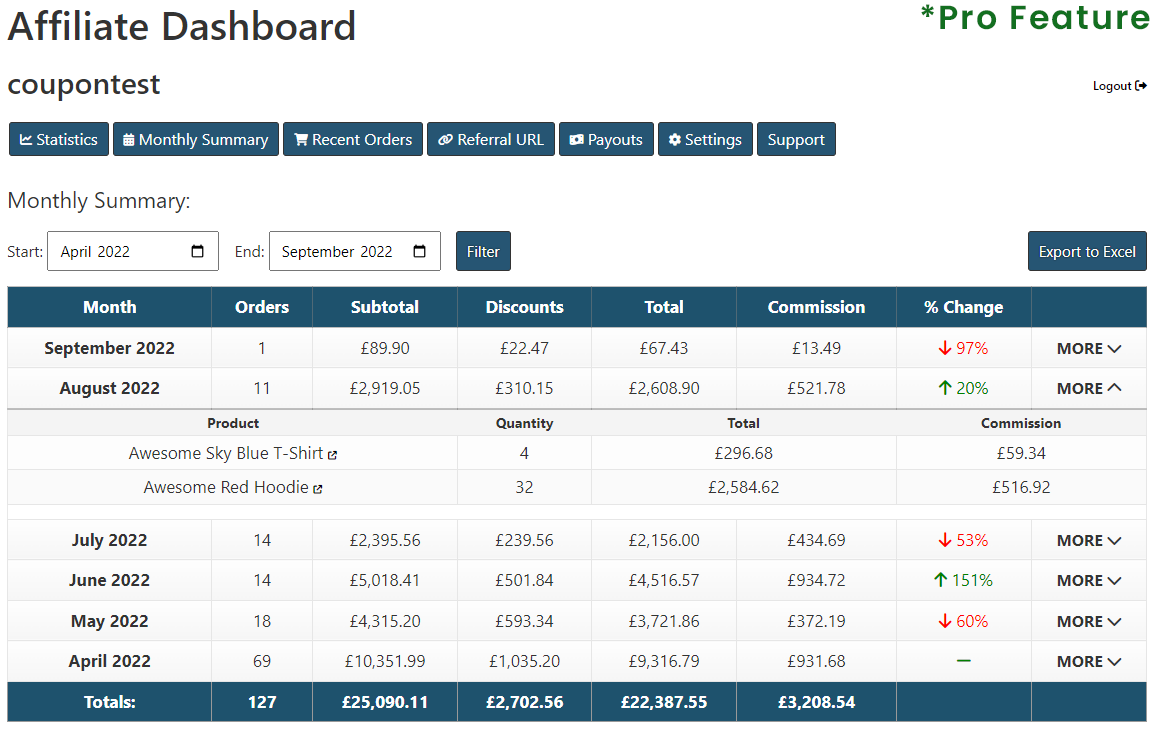 Affiliate Dashboard
*Pro Feature
coupontest
Logout
Statistics Monthly Summary Recent Orders Referral URL Payouts Settings Support
Monthly Summary:
Start: April 2022 End: September 2022 Filter Export to Excel
Month Orders Subtotal Discounts Total Commission % Change
September 2022 1 £89.90 £22.47 £67.43 £13.49 97% MORE
August 2022 11 £2,919.05 £310.15 £2,608.90 £521.78 20% MORE
Product Quantity Total Commission
Awesome Sky Blue T-Shirt 4 £296.68 £59.34
Awesome Red Hoodie 32 £2,584.62 £516.92
July 2022 14 £2,395.56 £239.56 £2,156.00 £434.69 53% MORE
June 2022 14 £5,018.41 £501.84 £4,516.57 £934.72 151% MORE
May 2022 18 £4,315.20 £593.34 £3,721.86 £372.19 60% MORE
April 2022 69 £10,351.99 £1,035.20 £9,316.79 £931.68 – MORE
Totals: 127 £25,090.11 £2,702.56 £22,387.55 £3,208.54